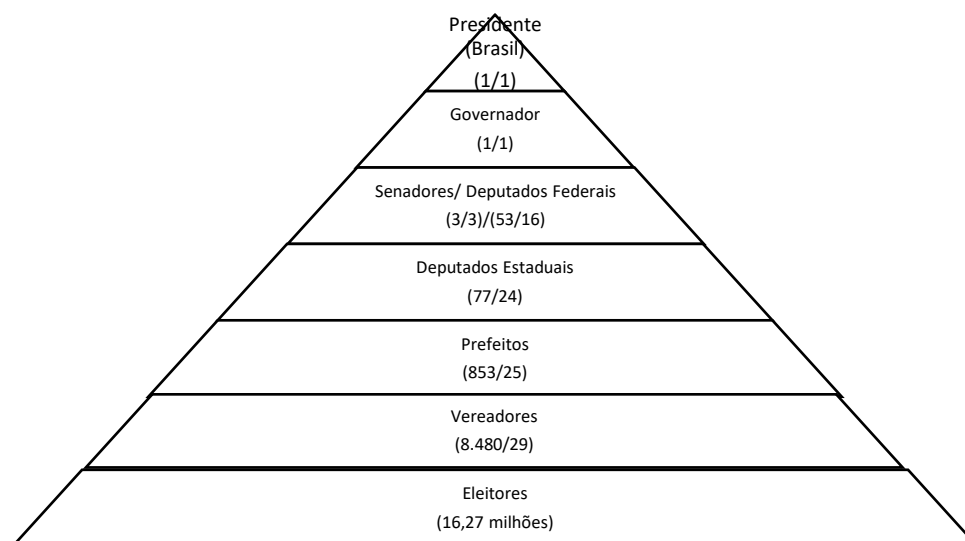 Presidente
(Brasil)
(1/1)
Governador
(1/1)
Senadores/ Deputados Federais
(3/3)/(53/16)
Deputados Estaduais
(77/24)
Prefeitos
(853/25)
Vereadores
(8.480/29)
Eleitores
(16,27 milhões)